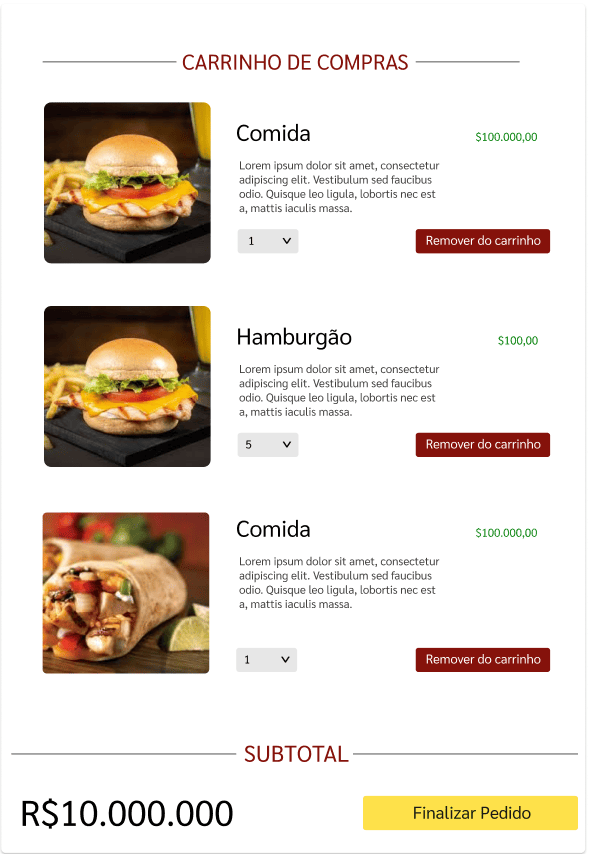 CARRINHO DE COMPRAS
Comida
$100.000,00
Lorem ipsum dolor sit amet, consectetur
adipiscing elit. Vestibulum sed faucibus
odio. Quisque leo ligula, lobortis nec est
a, mattis iaculis massa.
1
Remover do carrinho
Hamburgão
$100,00
Lorem ipsum dolor sit amet, consectetur
adipiscing elit. Vestibulum sed faucibus
odio. Quisque leo ligula, lobortis nec est
a, mattis iaculis massa.
5
Remover do carrinho
Comida
$100.000,00
Lorem ipsum dolor sit amet, consectetur
adipiscing elit. Vestibulum sed faucibus
odio. Quisque leo ligula, lobortis nec est
a, mattis iaculis massa.
1
Remover do carrinho
SUBTOTAL
R$10.000.000
Finalizar Pedido